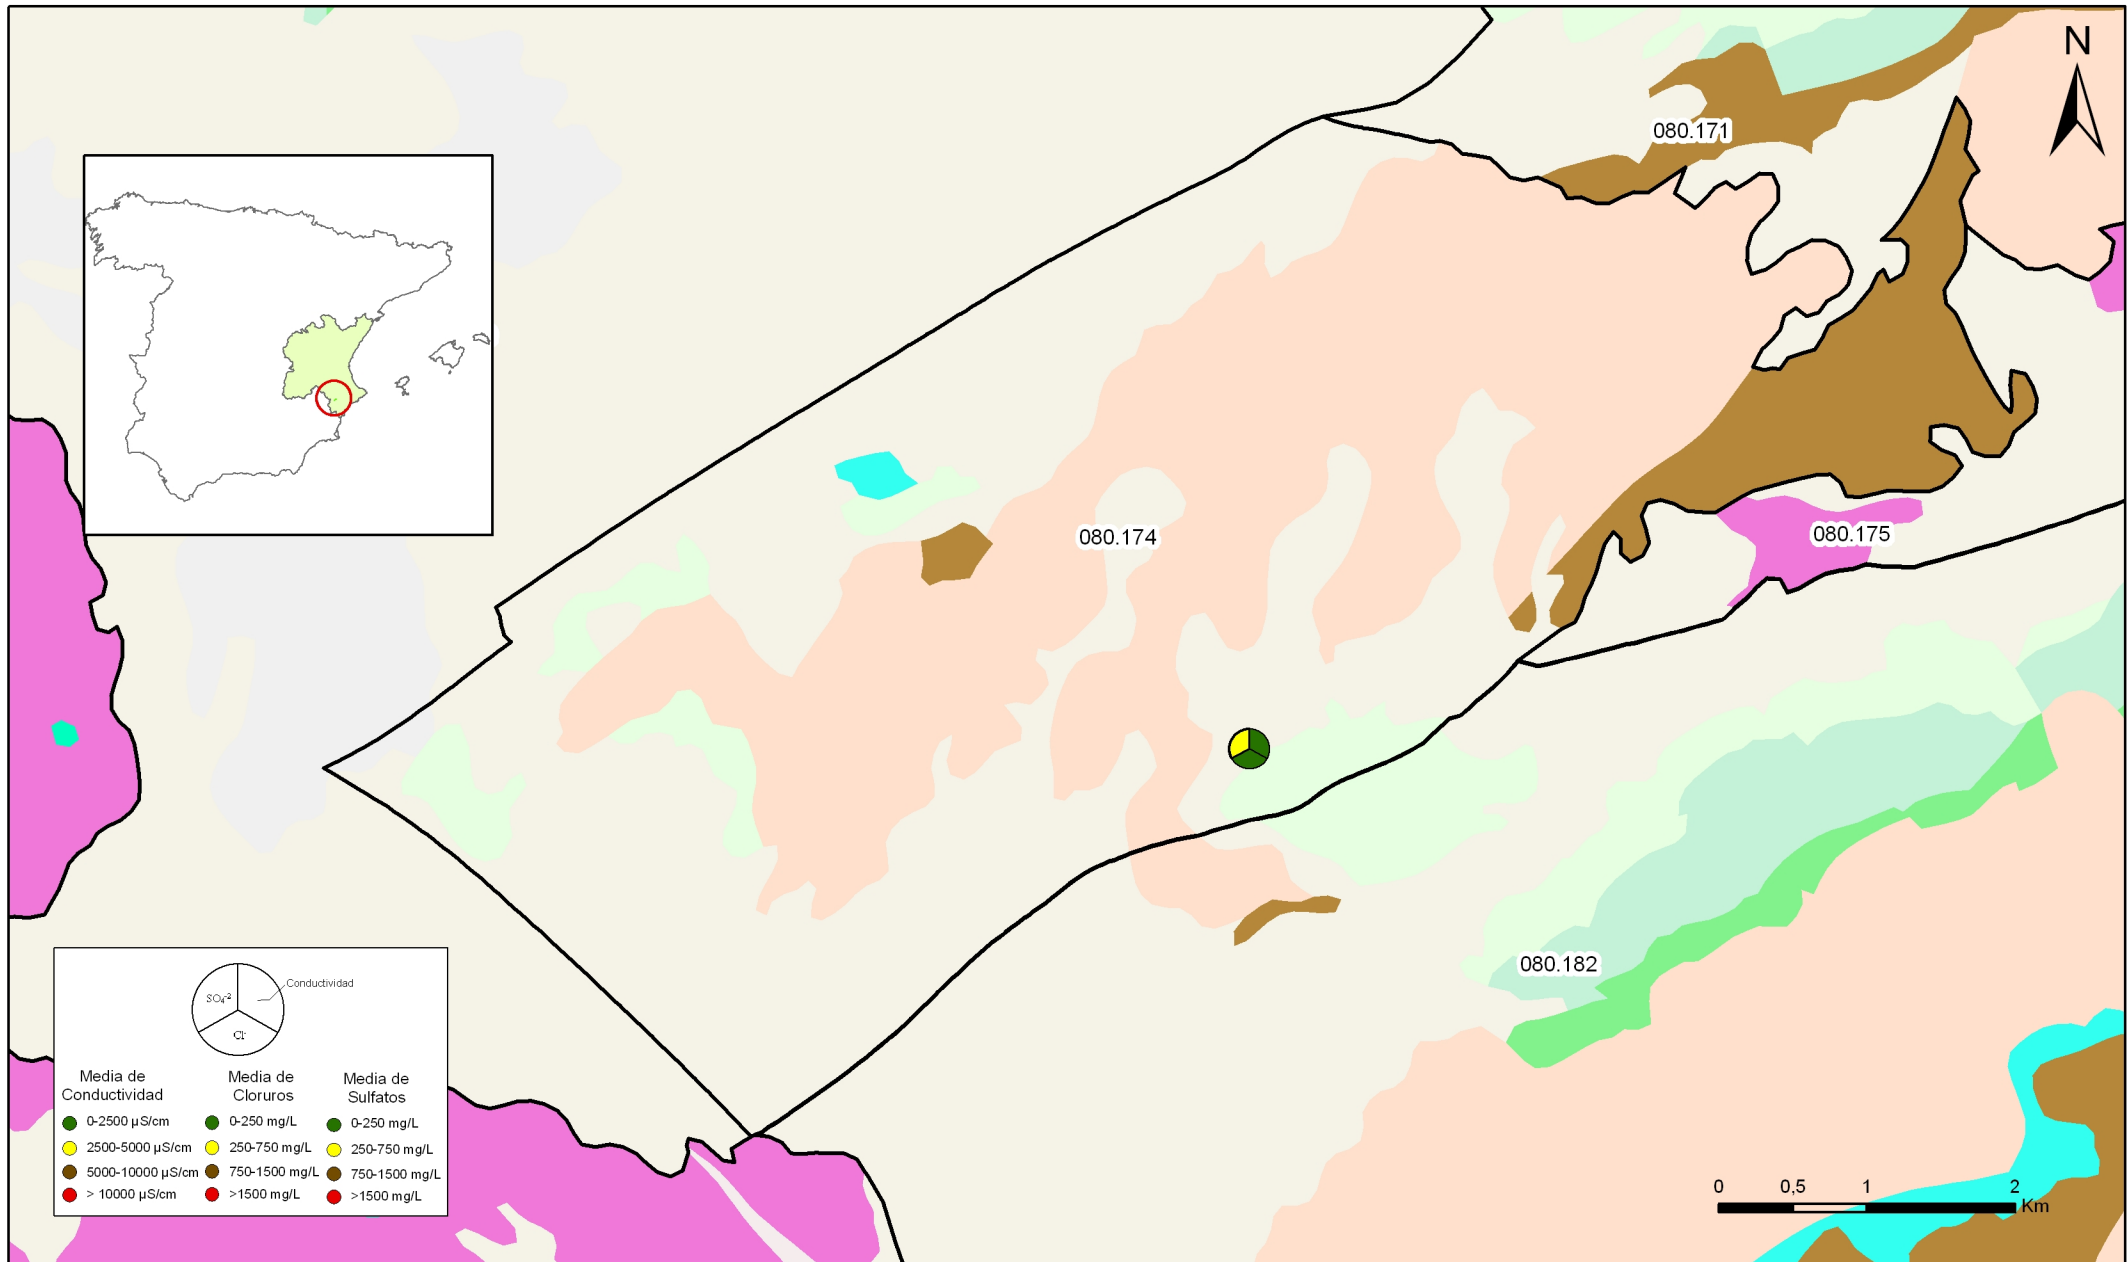 N
080.171
080.174
080.175
080.182
SO₄⁻²
Conductividad
Cl⁻
Media de
Conductividad
0-2500 µS/cm
2500-5000 µS/cm
5000-10000 µS/cm
> 10000 µS/cm
Media de
Cloruros
0-250 mg/L
250-750 mg/L
750-1500 mg/L
>1500 mg/L
Media de
Sulfatos
0-250 mg/L
250-750 mg/L
750-1500 mg/L
>1500 mg/L
0 0,5 1 2
Km